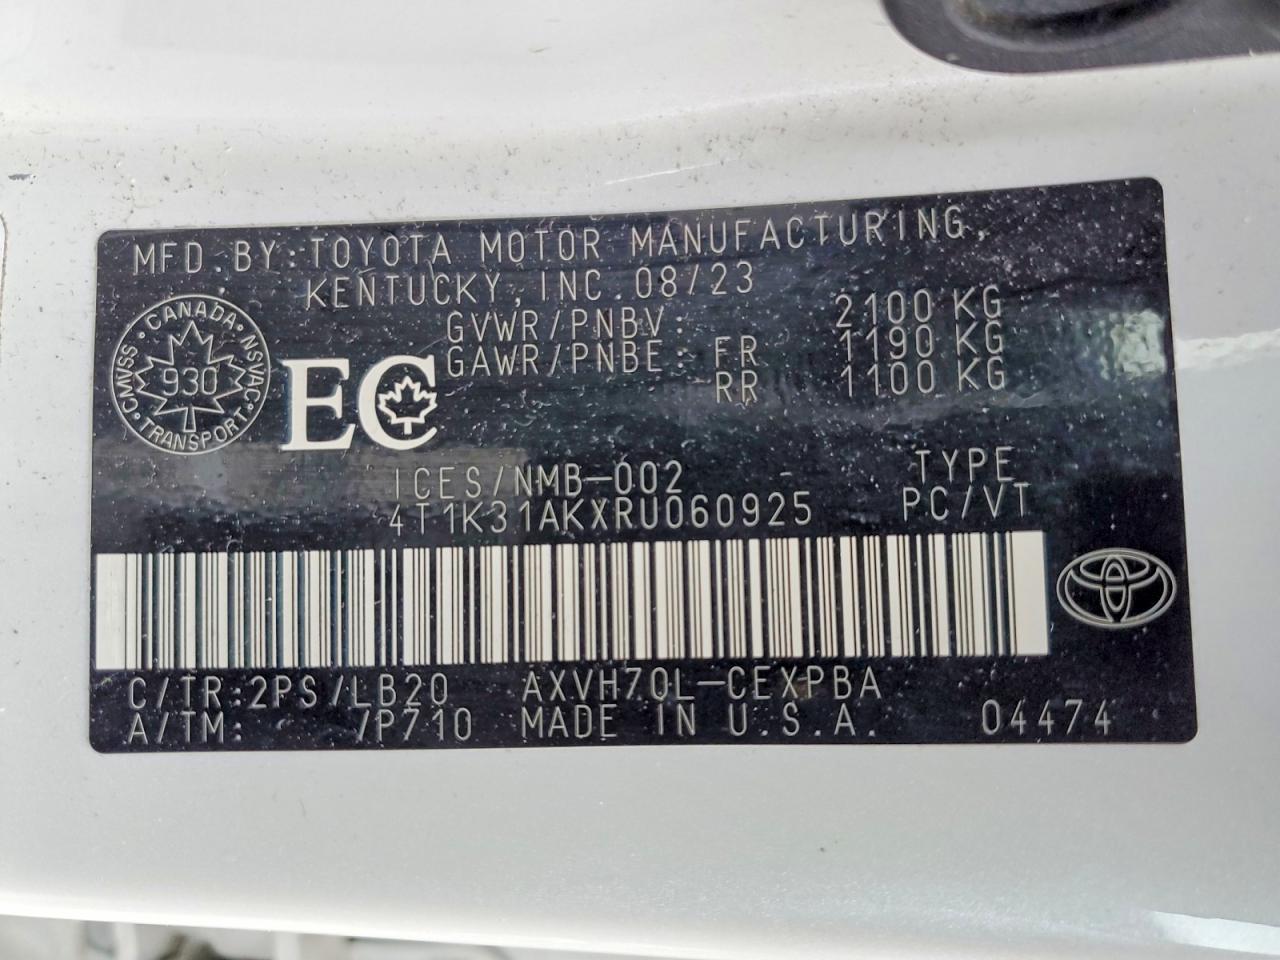 MFD.BY:TOYOTA MOTOR MANUFACTURING,
KENTUCKY, INC. 08/23
GVWR/PNBV: 2100 KG
GAWR/PNBE: FR 1190 KG
RR 1100 KG
CANADA
NSVAC
TRANSPORT
CMVSS
930
EC
ICES/NMB-002
4T1K31AKXRU060925
TYPE
PC/VT
C/TR:2PS/LB20 AXVH70L-CEXPBA
A/TM: /P710 MADE IN U.S.A. 04474